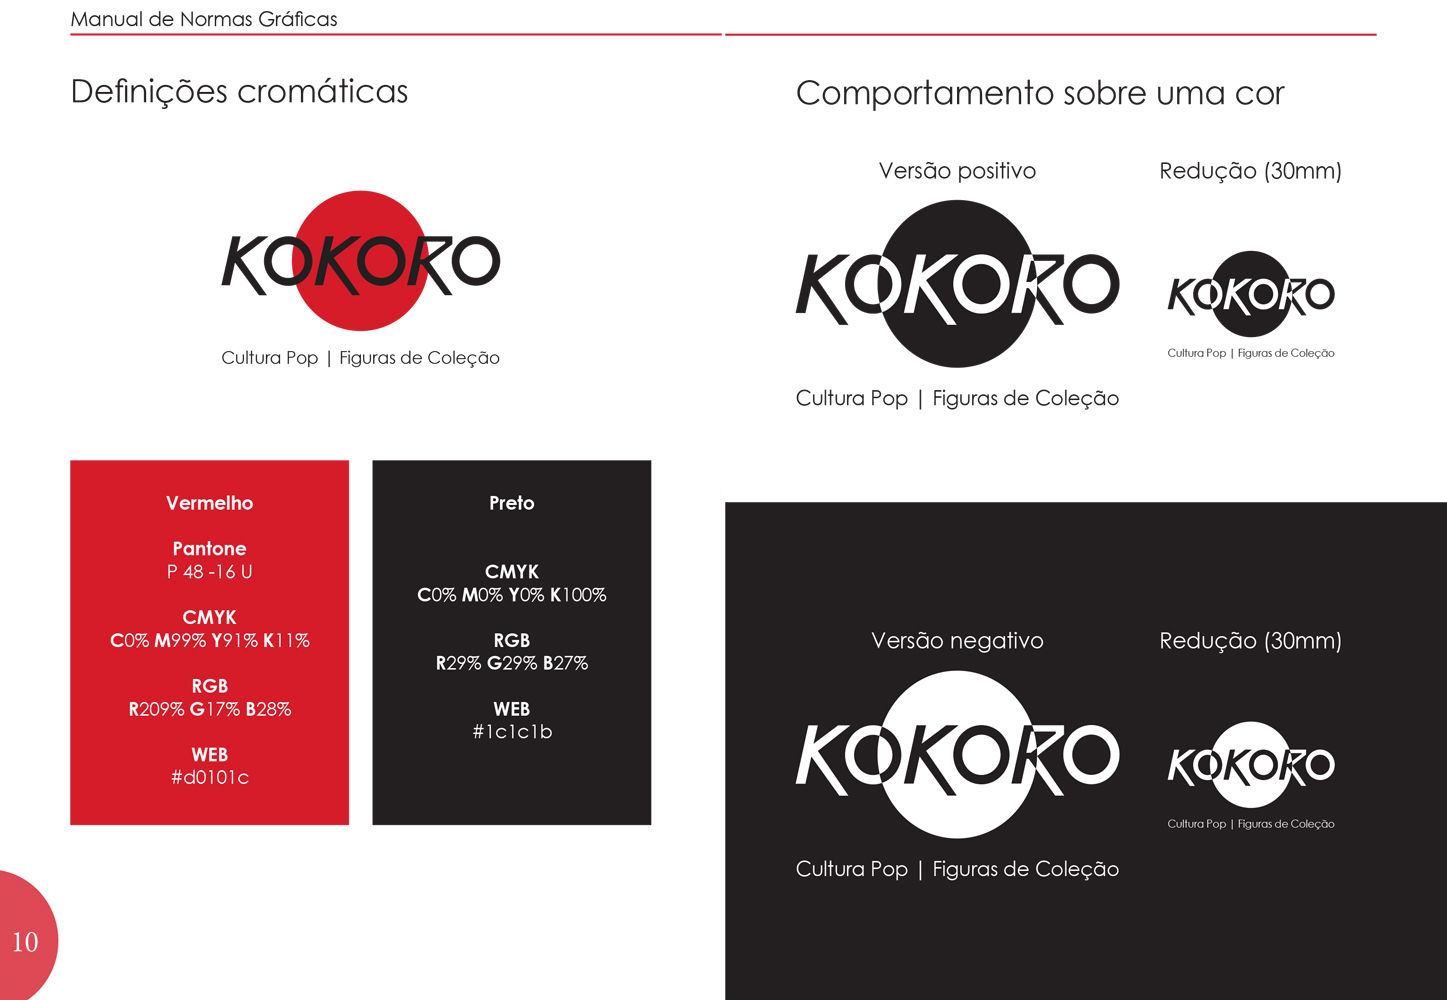 Manual de Normas Gráficas
Definições cromáticas
KOKORO
Cultura Pop | Figuras de Coleção
Vermelho
Pantone
P 48 -16 U
CMYK
C0% M99% Y91% K11%
RGB
R209% G17% B28%
WEB
#d0101c
Preto
CMYK
C0% M0% Y0% K100%
RGB
R29% G29% B27%
WEB
#1c1c1b
10
Comportamento sobre uma cor
Versão positivo
KOKORO
Cultura Pop | Figuras de Coleção
Redução (30mm)
KOKORO
Cultura Pop | Figuras de Coleção
Versão negativo
KOKORO
Cultura Pop | Figuras de Coleção
Redução (30mm)
KOKORO
Cultura Pop | Figuras de Coleção